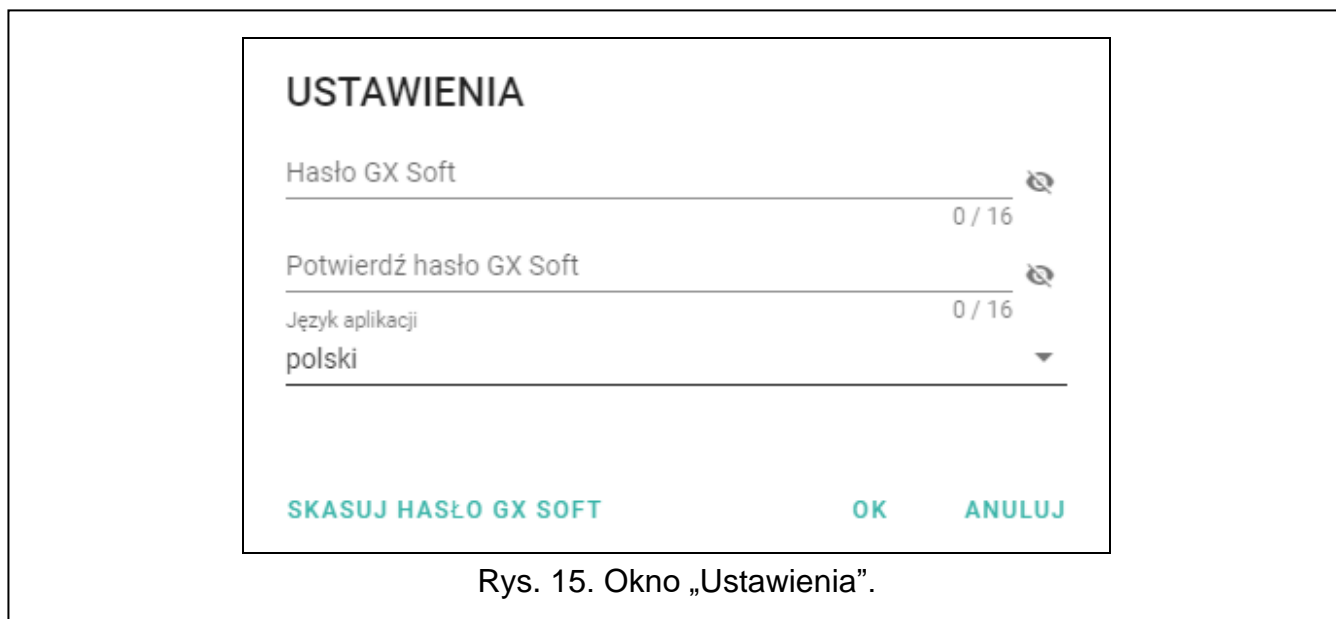 USTAWIENIA
Hasło GX Soft
0 / 16
Potwierdź hasło GX Soft
0 / 16
Język aplikacji
polski
SKASUJ HASŁO GX SOFT OK ANULUJ
Rys. 15. Okno „Ustawienia”.